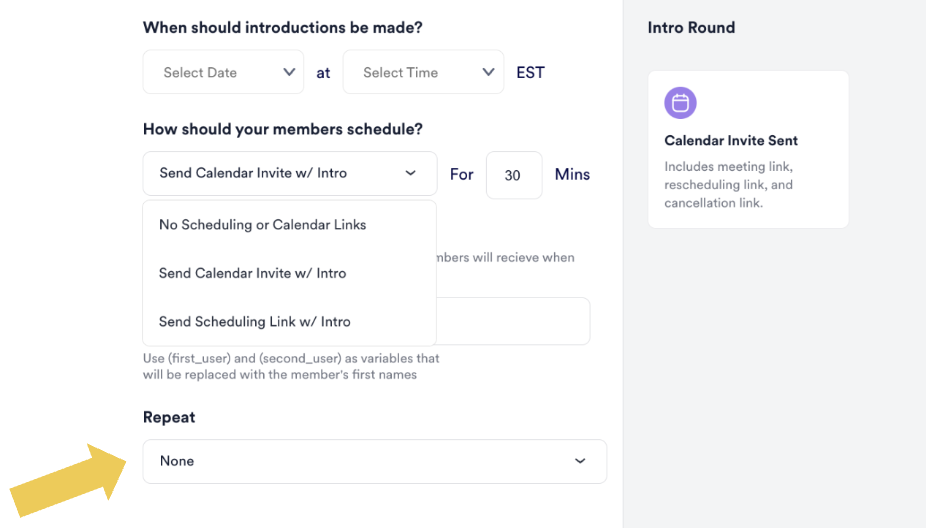 When should introductions be made?
Select Date
at
Select Time
EST
How should your members schedule?
Send Calendar Invite w/ Intro
For
30
Mins
No Scheduling or Calendar Links
Send Calendar Invite w/ Intro
will recieve when
Send Scheduling Link w/ Intro
Use (first_user) and (second_user) as variables that
will be replaced with the member's first names
Repeat
None
Intro Round
Calendar Invite Sent
Includes meeting link,
rescheduling link, and
cancellation link.